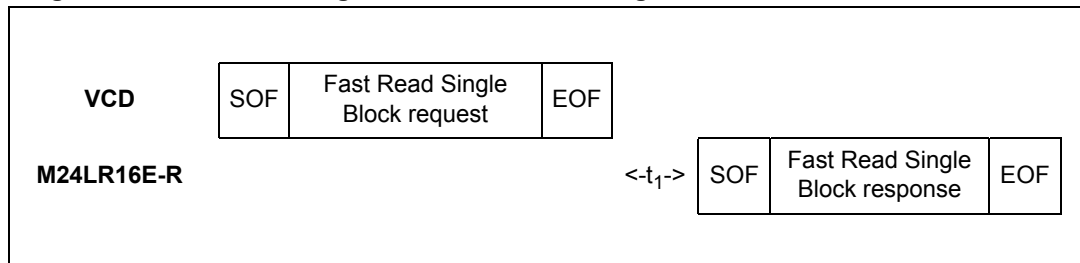 VCD SOF Fast Read Single Block request EOF
M24LR16E-R <-t1-> SOF Fast Read Single Block response EOF